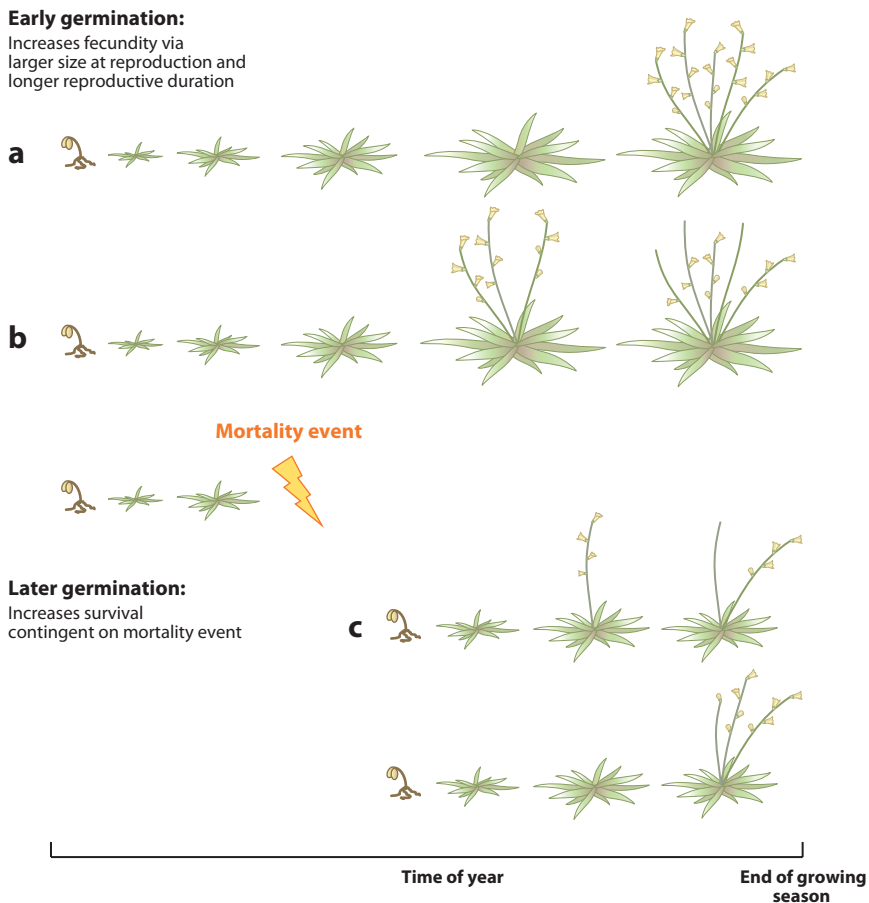 Early germination:
Increases fecundity via
larger size at reproduction and
longer reproductive duration
a
b
Mortality event
Later germination:
Increases survival
contingent on mortality event
c
Time of year
End of growing
season